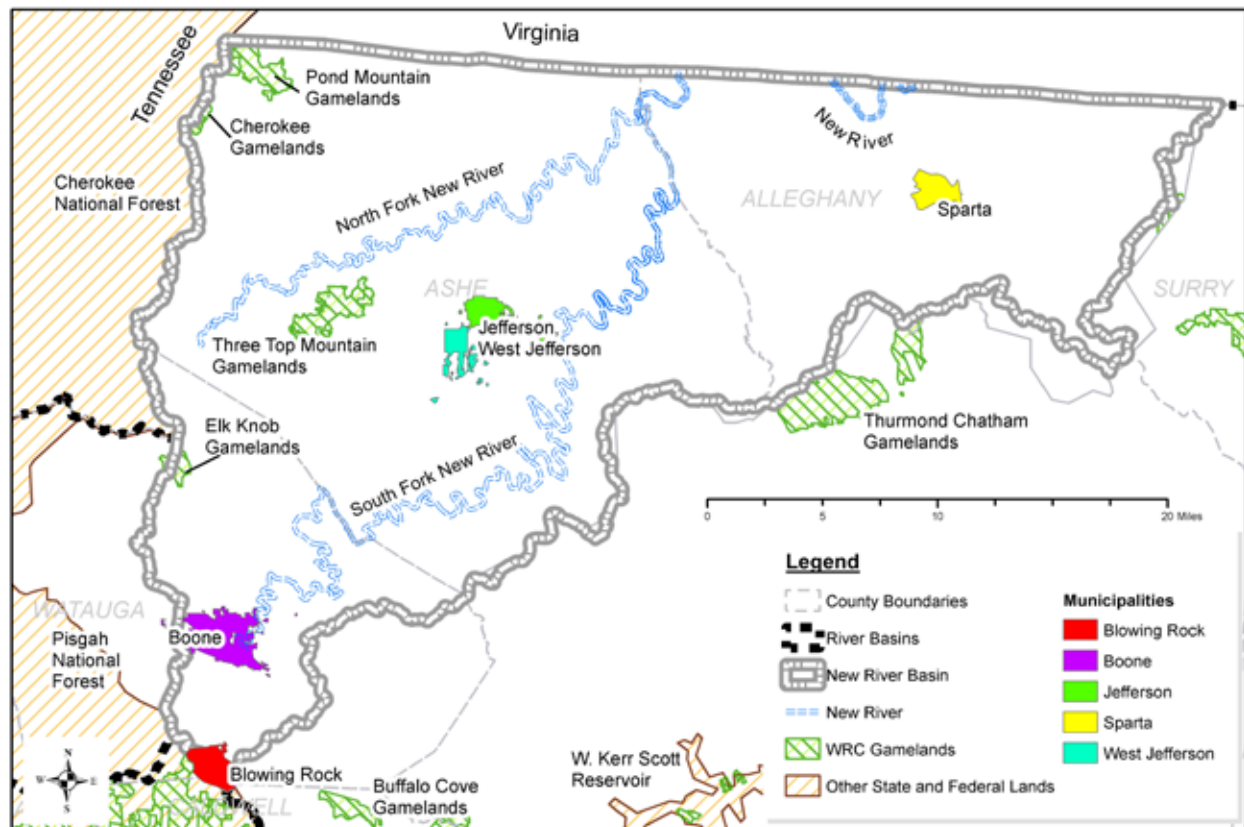 Virginia
Tennessee
Pond Mountain
Gamelands
Cherokee
Gamelands
New River
Cherokee
National Forest
North Fork New River
ALLEGHANY
Sparta
ASHE
SURRY
Jefferson,
West Jefferson
Three Top Mountain
Gamelands
Thurmond Chatham
Gamelands
Elk Knob
Gamelands
South Fork New River
0 5 10 20 Miles
WATAUGA
Boone
Pisgah
National
Forest
Blowing Rock
Buffalo Cove
Gamelands
W. Kerr Scott
Reservoir
N
W E
S
Legend
County Boundaries
River Basins
New River Basin
New River
WRC Gamelands
Other State and Federal Lands
Municipalities
Blowing Rock
Boone
Jefferson
Sparta
West Jefferson